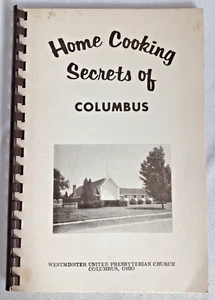 Home Cooking
Secrets of
COLUMBUS
WESTMINSTER UNITED PRESBYTERIAN CHURCH
COLUMBUS, OHIO